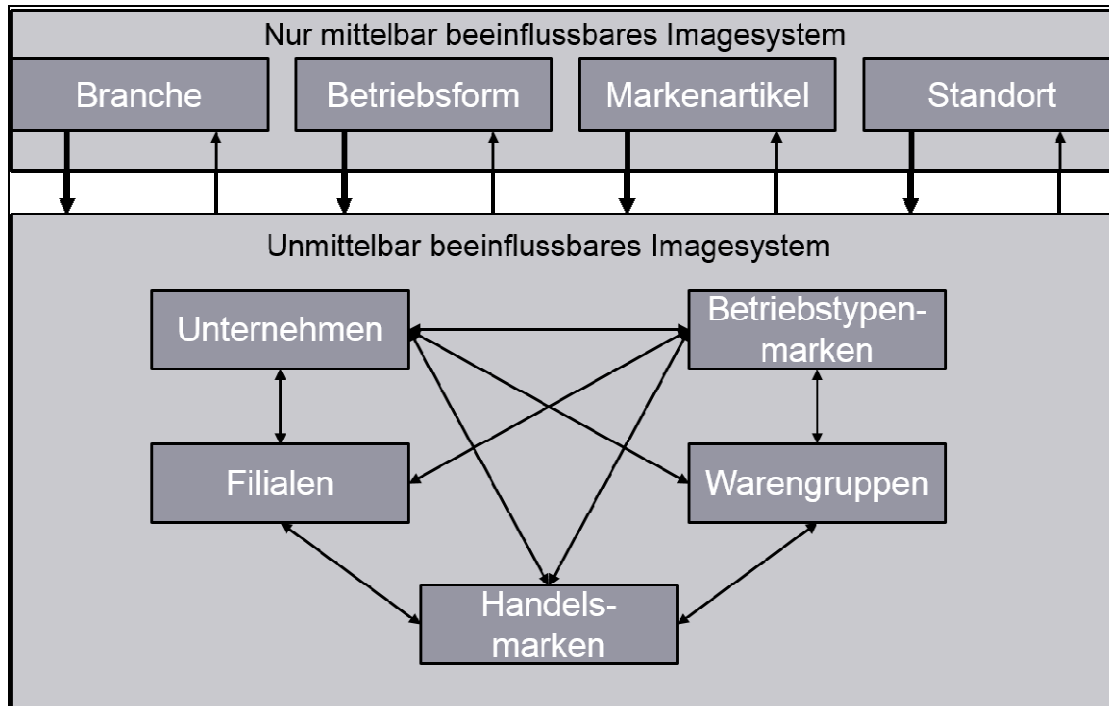 Nur mittelbar beeinflussbares Imagesystem
Branche
Betriebsform
Markenartikel
Standort
Unmittelbar beeinflussbares Imagesystem
Unternehmen
Betriebstypen-
marken
Filialen
Warengruppen
Handels-
marken